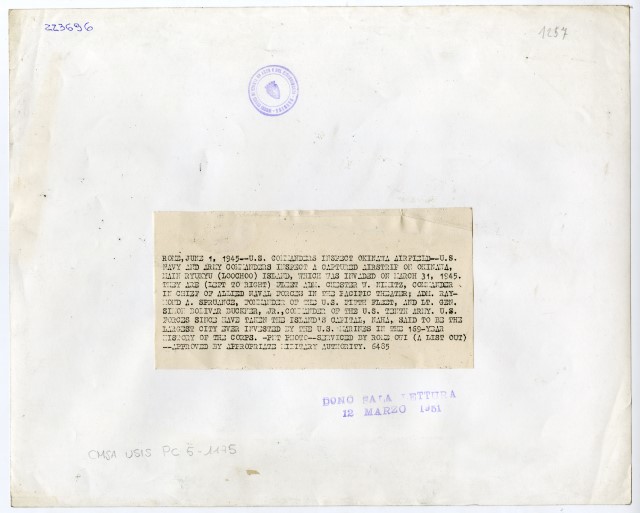 223696
1257
ROME, JUNE 1, 1945--U.S. COMMANDERS INSPECT OKINAWA AIRFIELD--U.S.
NAVY AND ARMY COMMANDERS INSPECT A CAPTURED AIRSTRIP ON OKINAWA,
MAIN RYUKYU (LOOCHOO) ISLAND, WHICH WAS INVADED ON MARCH 31, 1945.
THEY ARE (LEFT TO RIGHT) FLEET ADM. CHESTER W. NIMITZ, COMMANDER
IN CHIEF OF ALLIED NAVAL FORCES IN THE PACIFIC THEATER; ADM. RAY-
MOND A. SPRUANCE, COMMANDER OF THE U.S. FIFTH FLEET, AND LT. GEN.
SIMON BOLIVAR BUCKNER, JR., COMMANDER OF THE U.S. TENTH ARMY. U.S.
FORCES SINCE HAVE TAKEN THE ISLAND'S CAPITAL, NAHA, SAID TO BE THE
LARGEST CITY EVER INVESTED BY THE U.S. MARINES IN THE 169-YEAR
HISTORY OF THE CORPS. -PWT PHOTO--SERVICED BY ROME OWI (A LIST OUT)
--APPROVED BY APPROPRIATE MILITARY AUTHORITY. 6485
DONO SALA LETTURA
12 MARZO 1981
CMSA USIS PC 5-1175